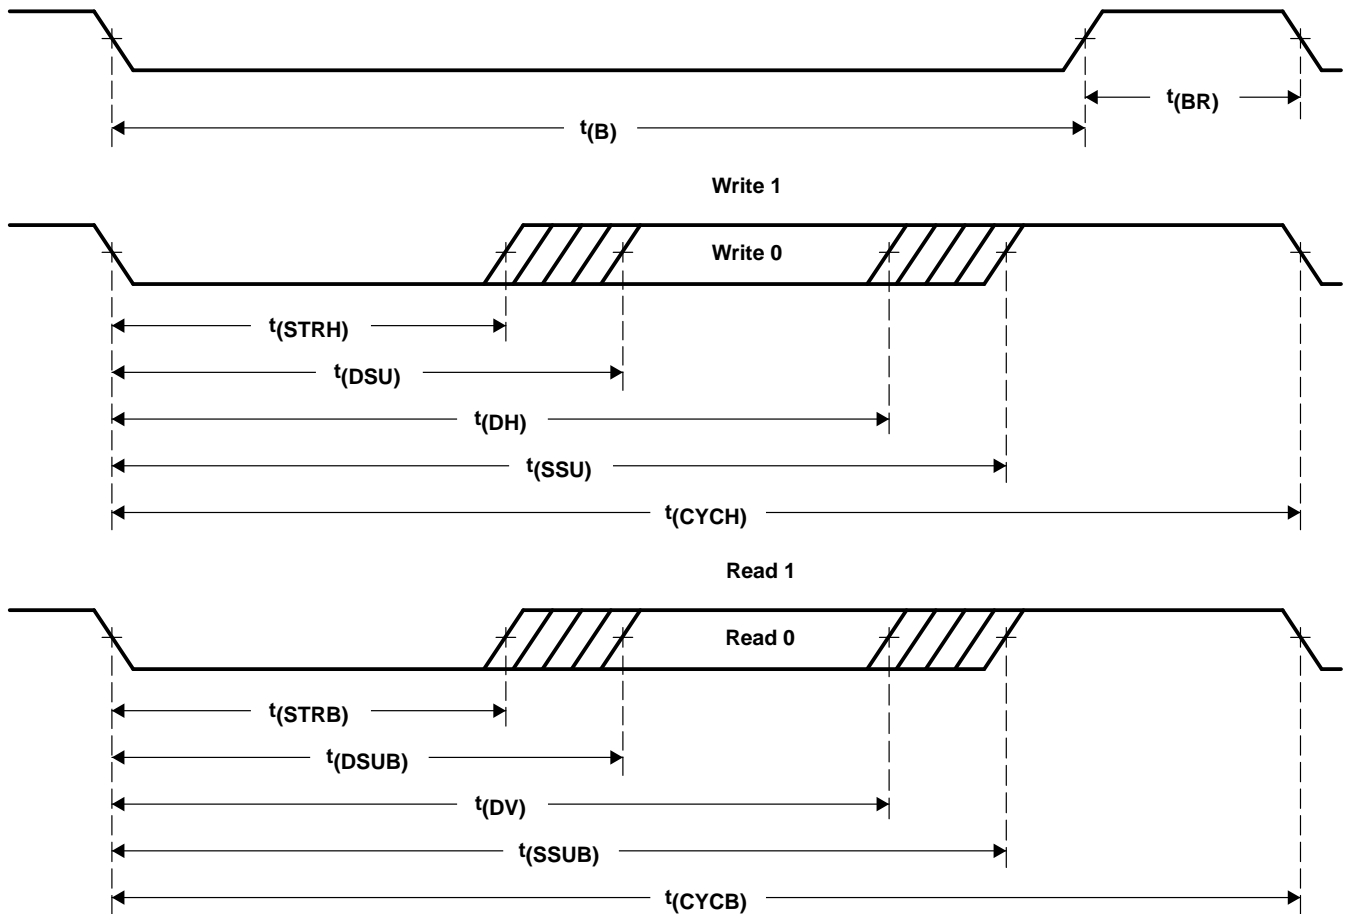 t(BR)
t(B)
Write 1
Write 0
t(STRH)
t(DSU)
t(DH)
t(SSU)
t(CYCH)
Read 1
Read 0
t(STRB)
t(DSUB)
t(DV)
t(SSUB)
t(CYCB)